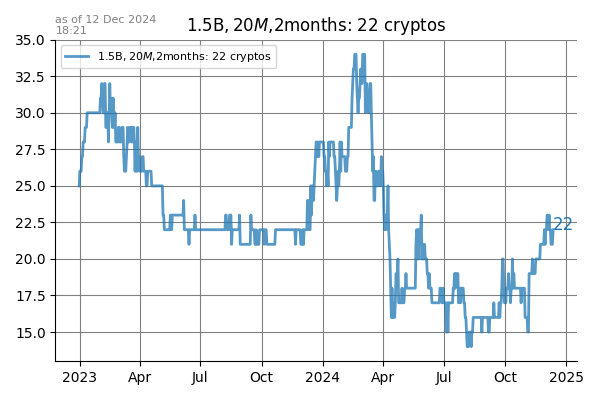 as of 12 Dec 2024
18:21
1.5B, 20M,2months: 22 cryptos
1.5B, 20M,2months: 22 cryptos
35.0
32.5
30.0
27.5
25.0
22.5
20.0
17.5
15.0
22
2023 Apr Jul Oct 2024 Apr Jul Oct 2025